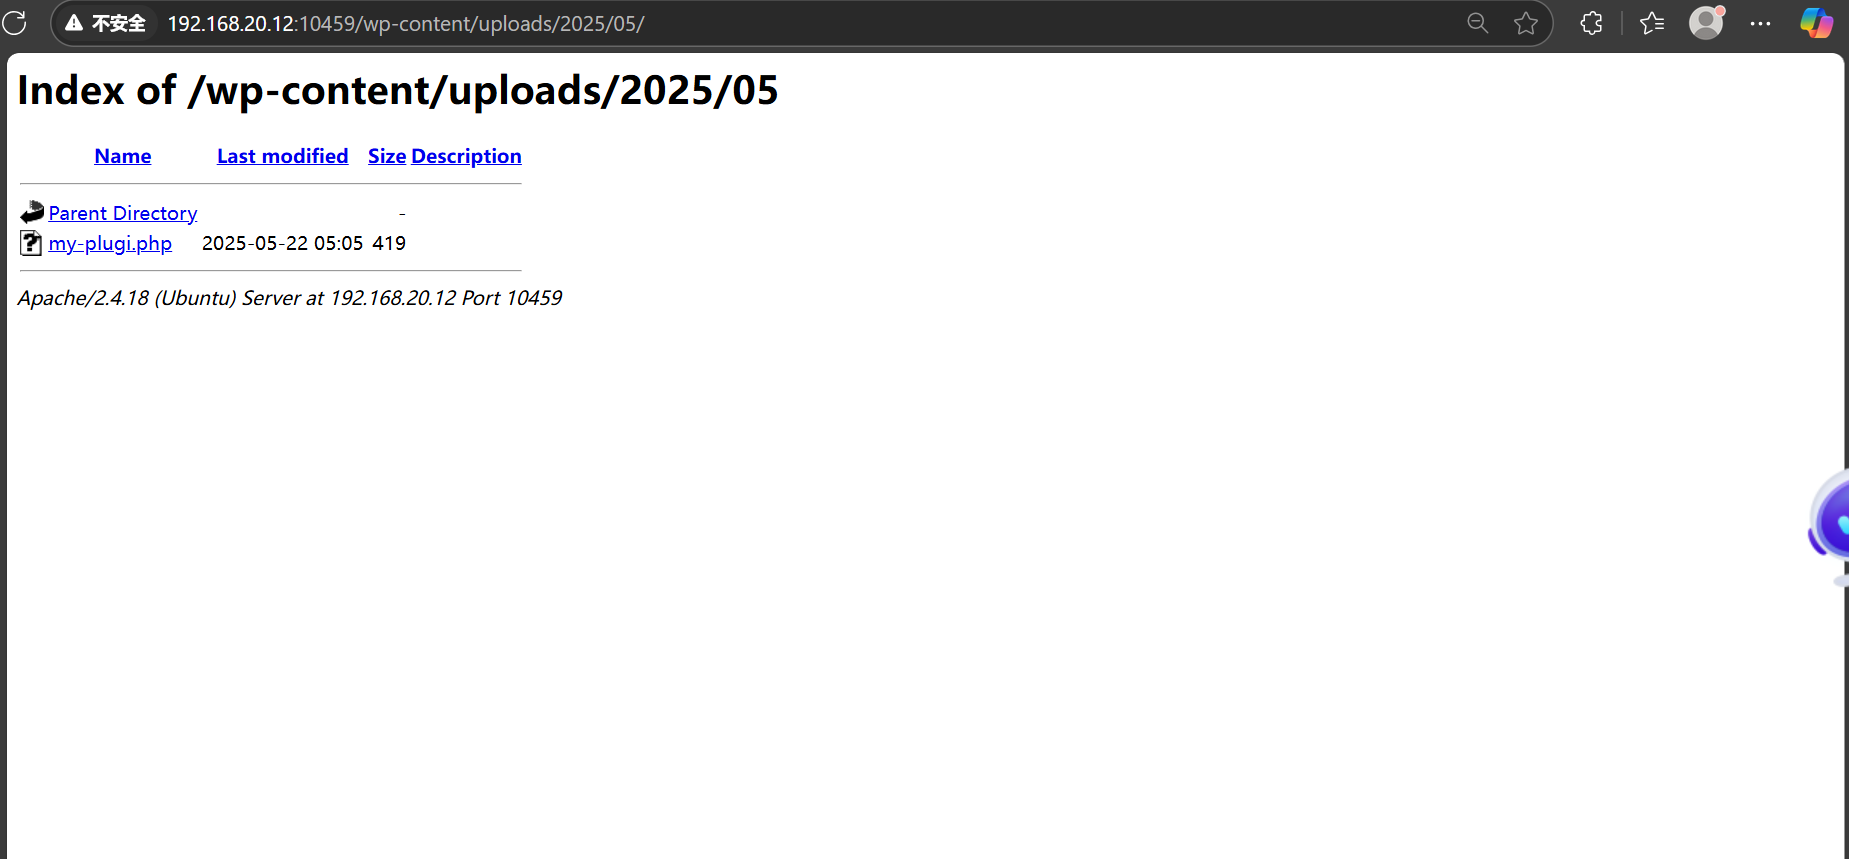 不安全 192.168.20.12:10459/wp-content/uploads/2025/05/
Index of /wp-content/uploads/2025/05
Name Last modified Size Description
Parent Directory -
my-plugi.php 2025-05-22 05:05 419
Apache/2.4.18 (Ubuntu) Server at 192.168.20.12 Port 10459